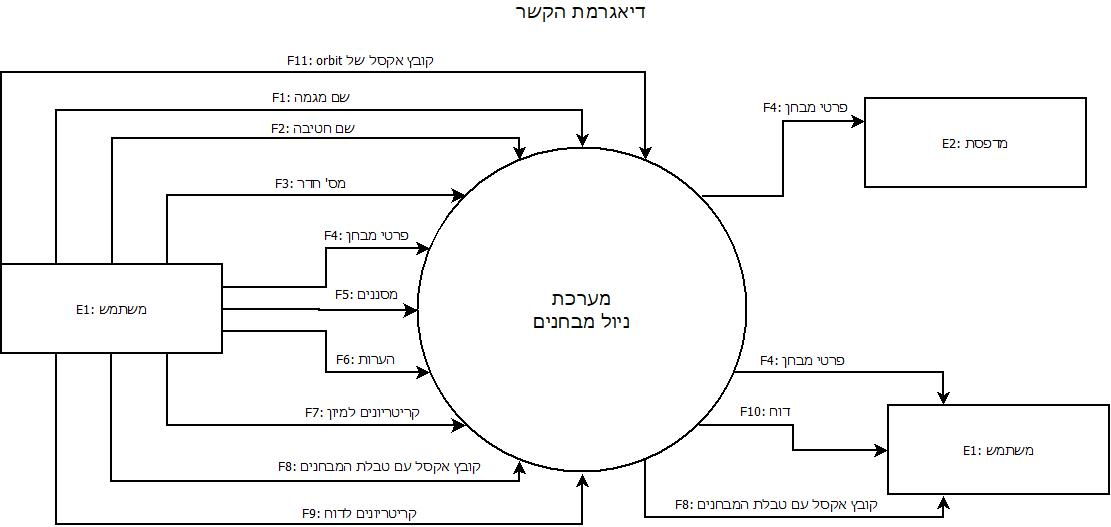 דיאגרמת הקשר
F11: קובץ אקסל של orbit
F1: שם מגמה
F2: שם חטיבה
F3: מס' חדר
F4: פרטי מבחן
F5: מסננים
F6: הערות
F7: קריטריונים למיון
F8: קובץ אקסל עם טבלת המבחנים
F9: קריטריונים לדוח
E1: משתמש
מערכת
ניול מבחנים
F4: פרטי מבחן
E2: מדפסת
F4: פרטי מבחן
F10: דוח
E1: משתמש
F8: קובץ אקסל עם טבלת המבחנים